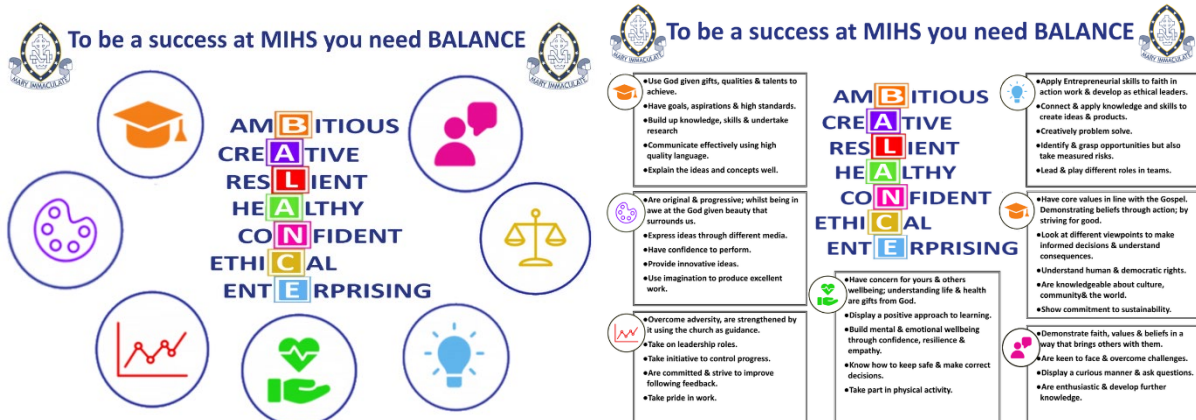 To be a success at MIHS you need BALANCE
MARY IMMACULATE
MARY IMMACULATE
AMBITIOUS
CREATIVE
RESILIENT
HEALTHY
CONFIDENT
ETHICAL
ENTERPRISING
To be a success at MIHS you need BALANCE
MARY IMMACULATE
MARY IMMACULATE
●Use God given gifts, qualities & talents to
achieve.
●Have goals, aspirations & high standards.
●Build up knowledge, skills & undertake
research
●Communicate effectively using high
quality language.
●Explain the ideas and concepts well.
●Are original & progressive; whilst being in
awe at the God given beauty that
surrounds us.
●Express ideas through different media.
●Have confidence to perform.
●Provide innovative ideas.
●Use imagination to produce excellent
work.
●Overcome adversity, are strengthened by
it using the church as guidance.
●Take on leadership roles.
●Take initiative to control progress.
●Are committed & strive to improve
following feedback.
●Take pride in work.
AMBITIOUS
CREATIVE
RESILIENT
HEALTHY
CONFIDENT
ETHICAL
ENTERPRISING
●Have concern for yours & others
wellbeing; understanding life & health
are gifts from God.
●Display a positive approach to learning.
●Build mental & emotional wellbeing
through confidence, resilience &
empathy.
●Know how to keep safe & make correct
decisions.
●Take part in physical activity.
●Apply Entrepreneurial skills to faith in
action work & develop as ethical leaders.
●Connect & apply knowledge and skills to
create ideas & products.
●Creatively problem solve.
●Identify & grasp opportunities but also
take measured risks.
●Lead & play different roles in teams.
●Have core values in line with the Gospel.
Demonstrating beliefs through action; by
striving for good.
●Look at different viewpoints to make
informed decisions & understand
consequences.
●Understand human & democratic rights.
●Are knowledgeable about culture,
community& the world.
●Show commitment to sustainability.
●Demonstrate faith, values & beliefs in a
way that brings others with them.
●Are keen to face & overcome challenges.
●Display a curious manner & ask questions.
●Are enthusiastic & develop further
knowledge.